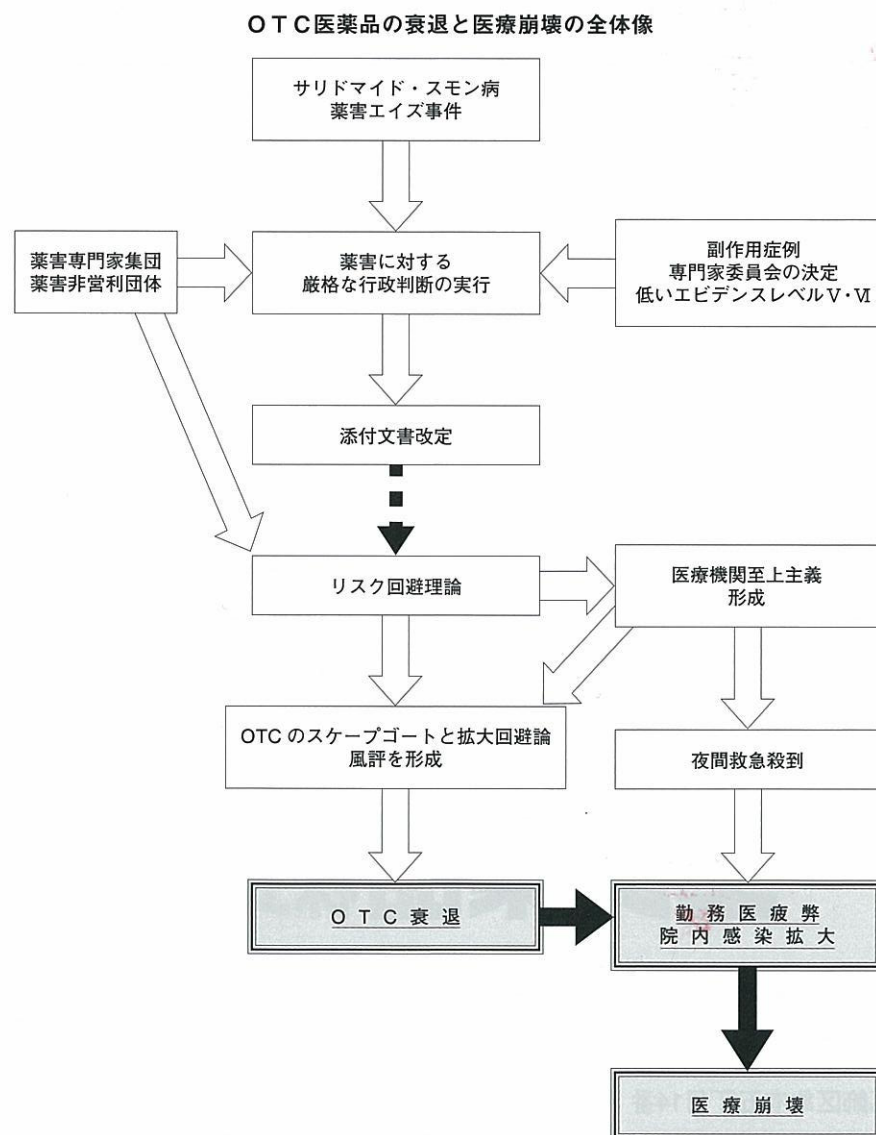 OTC医薬品の衰退と医療崩壊の全体像
サリドマイド・スモン病
薬害エイズ事件
薬害専門家集団
薬害非営利団体
薬害に対する
厳格な行政判断の実行
副作用症例
専門家委員会の決定
低いエビデンスレベルⅤ・Ⅵ
添付文書改定
リスク回避理論
医療機関至上主義
形成
OTCのスケープゴートと拡大回避論
風評を形成
夜間救急殺到
OTC衰退
勤務医疲弊
院内感染拡大
医療崩壊